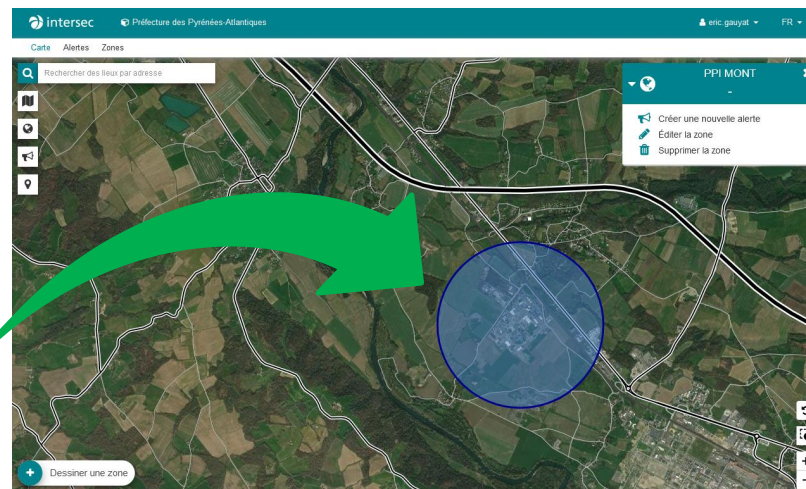 intersec
Préfecture des Pyrénées-Atlantiques
eric.gauyat
FR
Carte Alertes Zones
Rechercher des lieux par adresse
PPI MONT
-
Créer une nouvelle alerte
Éditer la zone
Supprimer la zone
Dessiner une zone